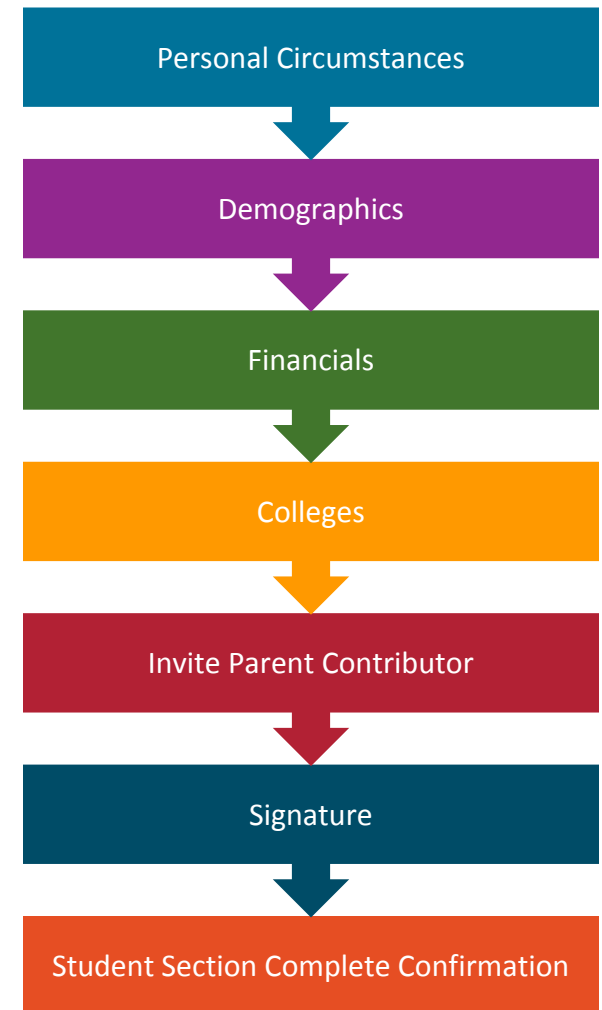 Personal Circumstances
Demographics
Financials
Colleges
Invite Parent Contributor
Signature
Student Section Complete Confirmation